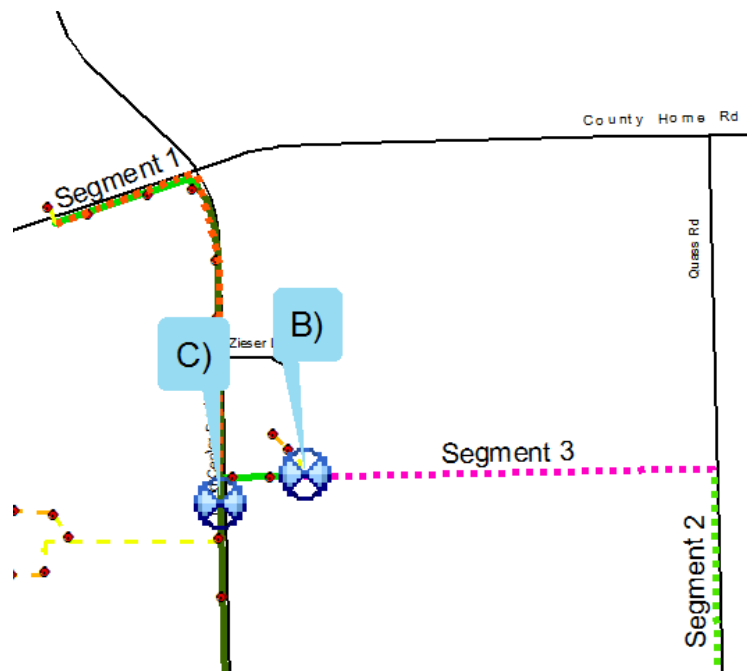 County Home Rd
Segment 1
Quass Rd
B)
C)
Zieser
Segment 3
Segment 2